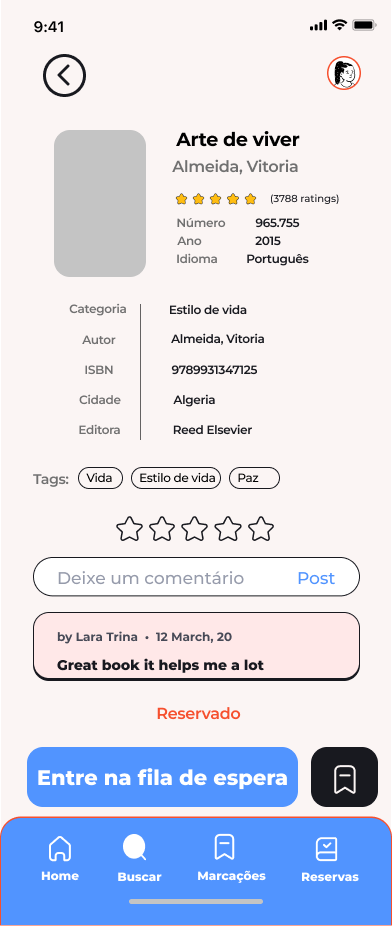 9:41
Arte de viver
Almeida, Vitoria
(3788 ratings)
Número 965.755
Ano 2015
Idioma Português
Categoria Estilo de vida
Autor Almeida, Vitoria
ISBN 9789931347125
Cidade Algeria
Editora Reed Elsevier
Tags: Vida Estilo de vida Paz
Deixe um comentário Post
by Lara Trina • 12 March, 20
Great book it helps me a lot
Reservado
Entre na fila de espera
Home Buscar Marcações Reservas